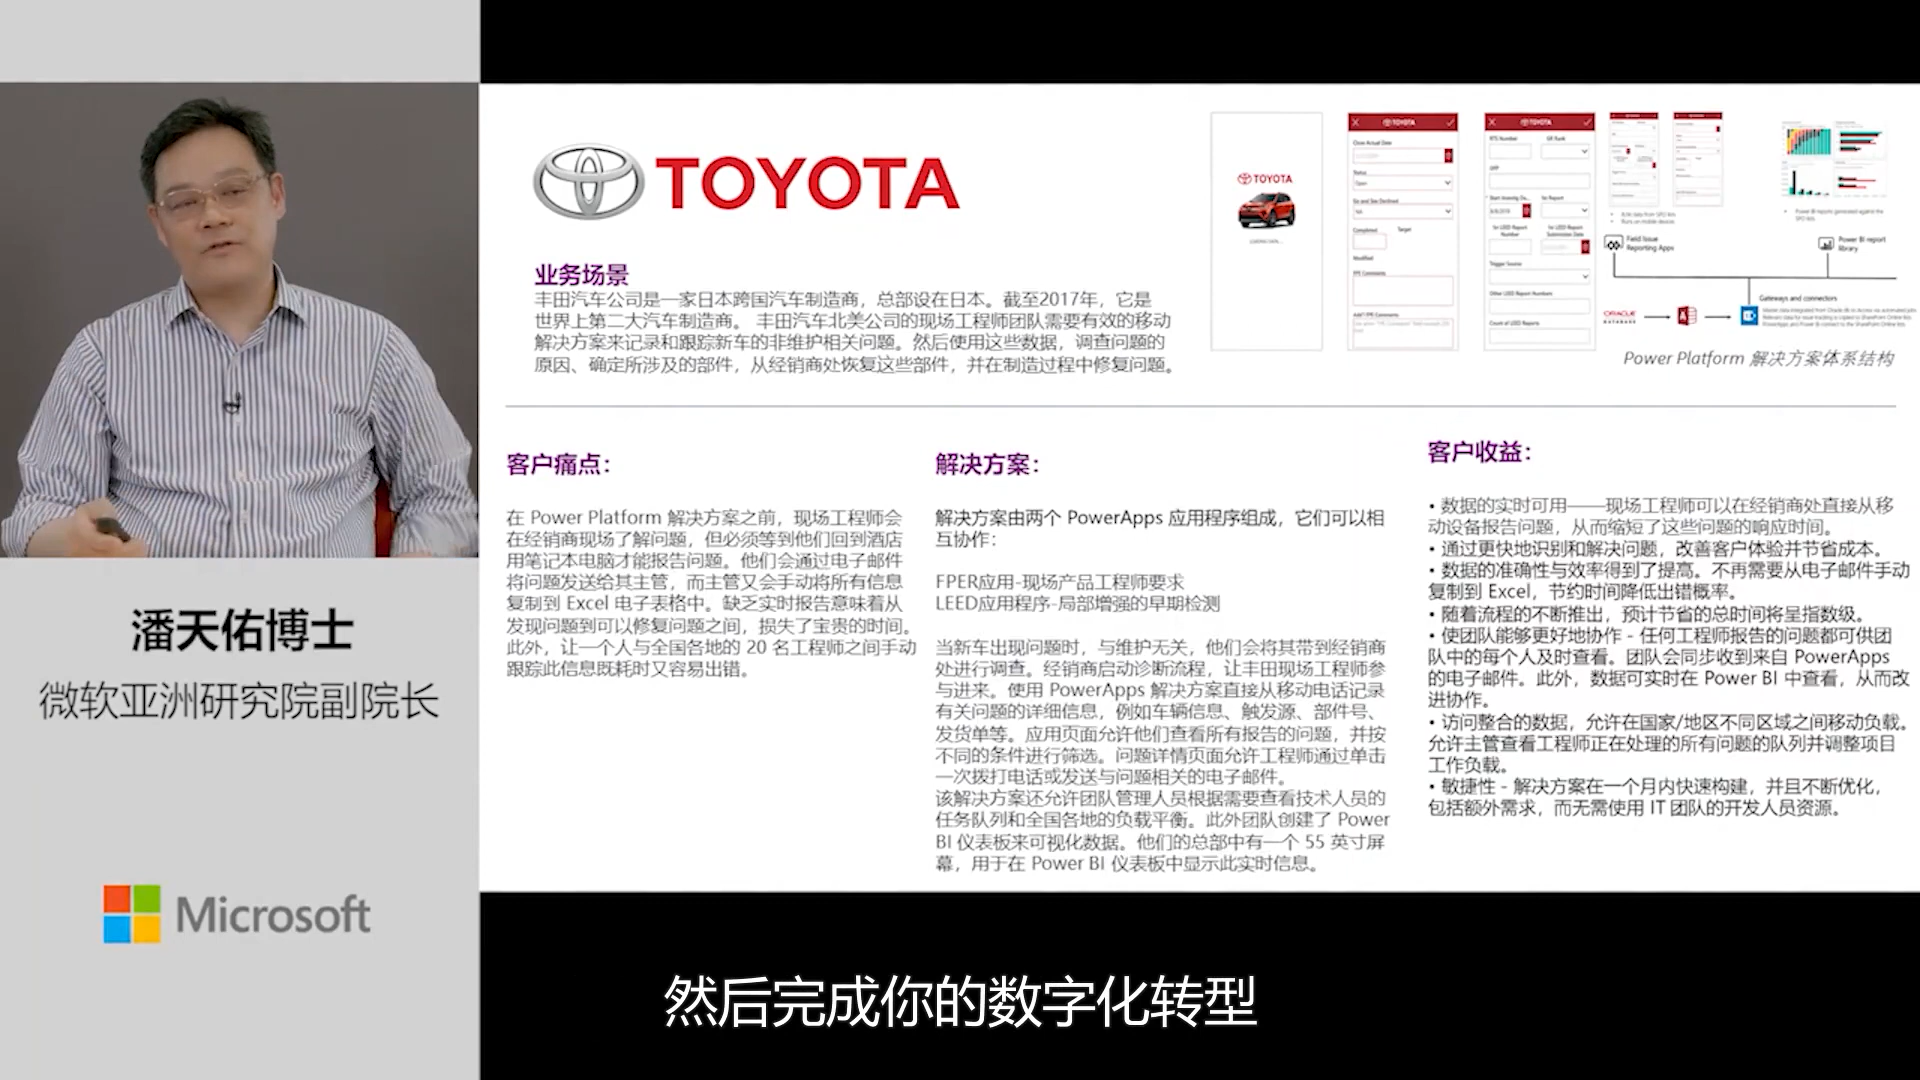 潘天佑博士
微软亚洲研究院副院长
Microsoft
TOYOTA
业务场景
丰田汽车公司是一家日本跨国汽车制造商，总部设在日本。截至2017年，它是
世界上第二大汽车制造商。 丰田汽车北美公司的现场工程师团队需要有效的移动
解决方案来记录和跟踪新车的非维护相关问题。然后使用这些数据，调查问题的
原因、确定所涉及的部件，从经销商处恢复这些部件，并在制造过程中修复问题。
TOYOTA
TOYOTA
Close Actual Date
Status
Open
Go and See Declined
NA
Completed
Target
Modified
FPE Comments
Add'l FPE Comments
TOYOTA
RTS Number
GR Rank
Trigger Source
Other LEED Report Numbers
Count of LEED Reports
Field Issue
Reporting Apps
Power BI report
library
Gateways and connectors
ORACLE
DATABASE
Power Platform 解决方案体系结构
客户痛点：
在 Power Platform 解决方案之前，现场工程师会
在经销商现场了解问题，但必须等到他们回到酒店
用笔记本电脑才能报告问题。他们会通过电子邮件
将问题发送给其主管，而主管又会手动将所有信息
复制到 Excel 电子表格中。缺乏实时报告意味着从
发现问题到可以修复问题之间，损失了宝贵的时间。
此外，让一个人与全国各地的 20 名工程师之间手动
跟踪此信息既耗时又容易出错。
解决方案：
解决方案由两个 PowerApps 应用程序组成，它们可以相
互协作：
FPER应用-现场产品工程师要求
LEED应用程序-局部增强的早期检测
当新车出现问题时，与维护无关，他们会将其带到经销商
处进行调查。经销商启动诊断流程，让丰田现场工程师参
与进来。使用 PowerApps 解决方案直接从移动电话记录
有关问题的详细信息，例如车辆信息、触发源、部件号、
发货单等。应用页面允许他们查看所有报告的问题，并按
不同的条件进行筛选。问题详情页面允许工程师通过单击
一次拨打电话或发送与问题相关的电子邮件。
该解决方案还允许团队管理人员根据需要查看技术人员的
任务队列和全国各地的负载平衡。此外团队创建了 Power
BI 仪表板来可视化数据。他们的总部中有一个 55 英寸屏
幕，用于在 Power BI 仪表板中显示此实时信息。
客户收益：
• 数据的实时可用——现场工程师可以在经销商处直接从移
动设备报告问题，从而缩短了这些问题的响应时间。
• 通过更快地识别和解决问题，改善客户体验并节省成本。
• 数据的准确性与效率得到了提高。不再需要从电子邮件手动
复制到 Excel，节约时间降低出错概率。
• 随着流程的不断推出，预计节省的总时间将呈指数级。
• 使团队能够更好地协作 - 任何工程师报告的问题都可供团
队中的每个人及时查看。团队会同步收到来自 PowerApps
的电子邮件。此外，数据可实时在 Power BI 中查看，从而改
进协作。
• 访问整合的数据，允许在国家/地区不同区域之间移动负载。
允许主管查看工程师正在处理的所有问题的队列并调整项目
工作负载。
• 敏捷性 - 解决方案在一个月内快速构建，并且不断优化，
包括额外需求，而无需使用 IT 团队的开发人员资源。
然后完成你的数字化转型